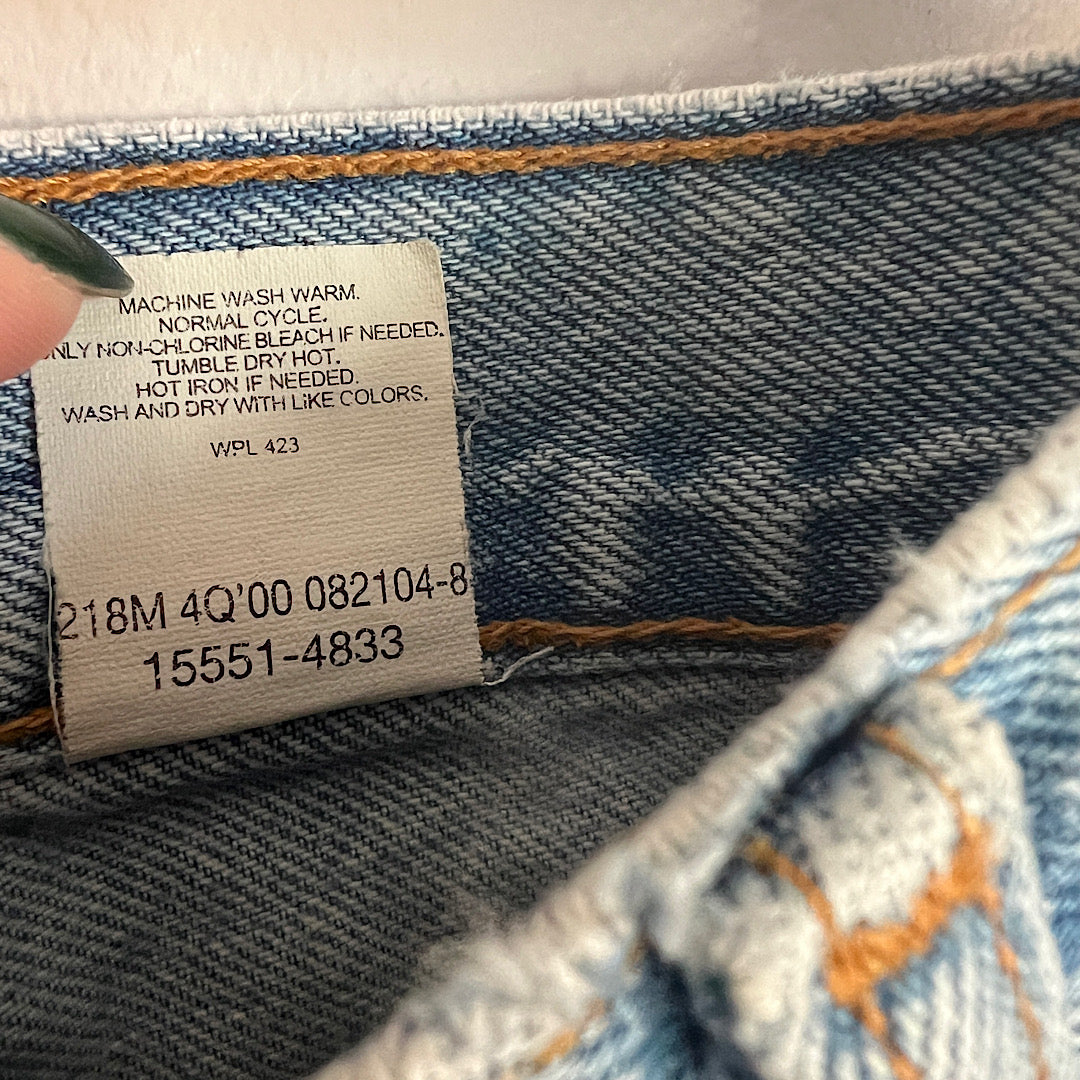 MACHINE WASH WARM.
NORMAL CYCLE.
NLY NON-CHLORINE BLEACH IF NEEDED.
TUMBLE DRY HOT.
HOT IRON IF NEEDED.
WASH AND DRY WITH LIKE COLORS.
WPL 423
218M 4Q'00 082104-8
15551-4833